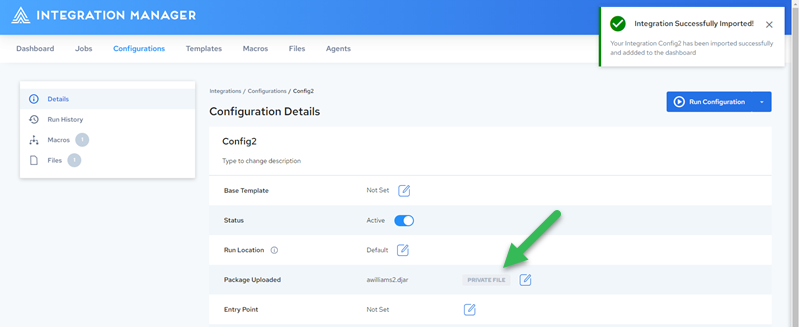 INTEGRATION MANAGER
Integration Successfully Imported!
Your Integration Config2 has been imported successfully
and addded to the dashboard
Dashboard Jobs Configurations Templates Macros Files Agents
Details
Run History
Macros 1
Files 1
Integrations / Configurations / Config2
Configuration Details
Run Configuration
Config2
Type to change description
Base Template Not Set
Status Active
Run Location Default
Package Uploaded awilliams2.djar PRIVATE FILE
Entry Point Not Set